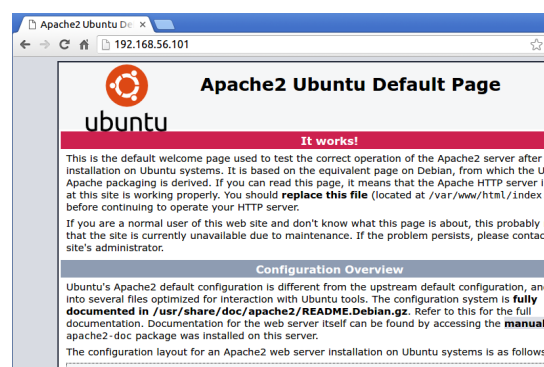 Apache2 Ubuntu De
192.168.56.101
Apache2 Ubuntu Default Page
ubuntu
It works!
This is the default welcome page used to test the correct operation of the Apache2 server after
installation on Ubuntu systems. It is based on the equivalent page on Debian, from which the U
Apache packaging is derived. If you can read this page, it means that the Apache HTTP server i
at this site is working properly. You should replace this file (located at /var/www/html/index
before continuing to operate your HTTP server.
If you are a normal user of this web site and don't know what this page is about, this probably
that the site is currently unavailable due to maintenance. If the problem persists, please contac
site's administrator.
Configuration Overview
Ubuntu's Apache2 default configuration is different from the upstream default configuration, an
into several files optimized for interaction with Ubuntu tools. The configuration system is fully
documented in /usr/share/doc/apache2/README.Debian.gz. Refer to this for the full
documentation. Documentation for the web server itself can be found by accessing the manual
apache2-doc package was installed on this server.
The configuration layout for an Apache2 web server installation on Ubuntu systems is as follows